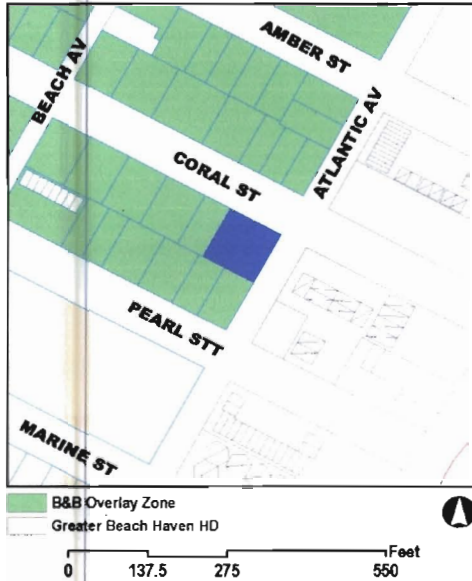 AMBER ST
BEACH AV
ATLANTIC AV
CORAL ST
PEARL STT
MARINE ST
B&B Overlay Zone
Greater Beach Haven HD
Feet
0 137.5 275 550